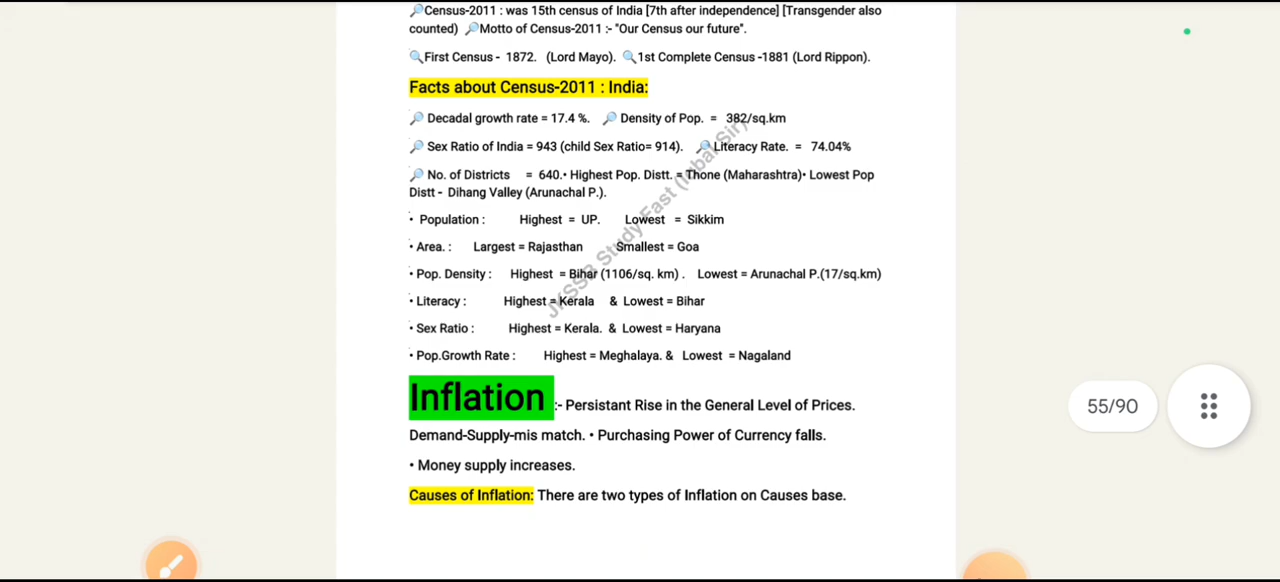 Census-2011 : was 15th census of India [7th after independence] [Transgender also
counted) Motto of Census-2011 :- "Our Census our future".
First Census - 1872. (Lord Mayo). 1st Complete Census -1881 (Lord Rippon).
Facts about Census-2011 : India:
Decadal growth rate = 17.4 %. Density of Pop. = 382/sq.km
Sex Ratio of India = 943 (child Sex Ratio= 914). Literacy Rate. = 74.04%
No. of Districts = 640.• Highest Pop. Distt. = Thone (Maharashtra)• Lowest Pop
Distt - Dihang Valley (Arunachal P.).
• Population : Highest = UP. Lowest = Sikkim
• Area. : Largest = Rajasthan Smallest = Goa
• Pop. Density : Highest = Bihar (1106/sq. km) . Lowest = Arunachal P.(17/sq.km)
• Literacy : Highest = Kerala & Lowest = Bihar
• Sex Ratio : Highest = Kerala. & Lowest = Haryana
• Pop.Growth Rate : Highest = Meghalaya. & Lowest = Nagaland
Inflation :- Persistant Rise in the General Level of Prices.
Demand-Supply-mis match. • Purchasing Power of Currency falls.
• Money supply increases.
Causes of Inflation: There are two types of Inflation on Causes base.
JKSSB Study Fast (Iqbal Sir)
55/90